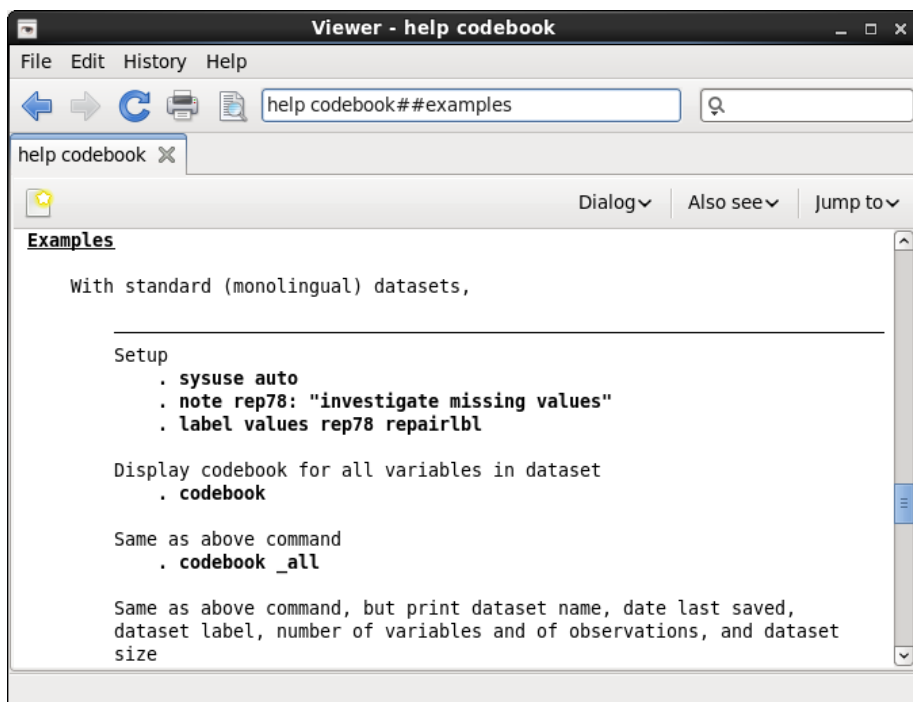 Viewer - help codebook
File Edit History Help
help codebook##examples
help codebook
Dialog Also see Jump to
Examples
With standard (monolingual) datasets,
Setup
. sysuse auto
. note rep78: "investigate missing values"
. label values rep78 repairlbl
Display codebook for all variables in dataset
. codebook
Same as above command
. codebook _all
Same as above command, but print dataset name, date last saved,
dataset label, number of variables and of observations, and dataset
size